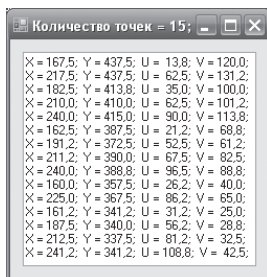 Количество точек = 15;
X = 167,5; Y = 437,5; U = 13,8; V = 120,0;
X = 217,5; Y = 437,5; U = 62,5; V = 131,2;
X = 182,5; Y = 413,8; U = 35,0; V = 100,0;
X = 210,0; Y = 410,0; U = 62,5; V = 101,2;
X = 240,0; Y = 415,0; U = 90,0; V = 113,8;
X = 162,5; Y = 387,5; U = 21,2; V = 68,8;
X = 191,2; Y = 372,5; U = 52,5; V = 61,2;
X = 211,2; Y = 390,0; U = 67,5; V = 82,5;
X = 240,0; Y = 388,8; U = 96,5; V = 88,8;
X = 160,0; Y = 357,5; U = 26,2; V = 40,0;
X = 225,0; Y = 367,5; U = 86,2; V = 65,0;
X = 161,2; Y = 341,2; U = 31,2; V = 25,0;
X = 187,5; Y = 340,0; U = 56,2; V = 28,8;
X = 212,5; Y = 337,5; U = 81,2; V = 32,5;
X = 241,2; Y = 341,2; U = 108,8; V = 42,5;